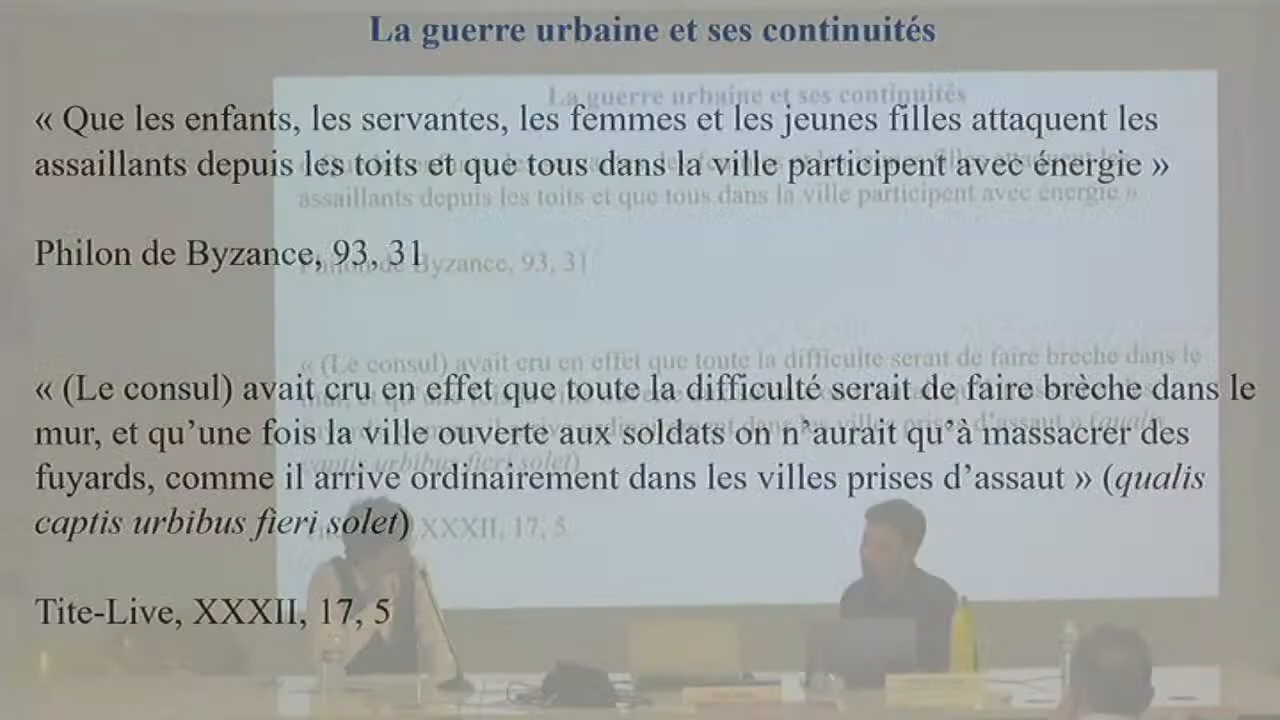 La guerre urbaine et ses continuités
« Que les enfants, les servantes, les femmes et les jeunes filles attaquent les
assaillants depuis les toits et que tous dans la ville participent avec énergie »
Philon de Byzance, 93, 31
« (Le consul) avait cru en effet que toute la difficulté serait de faire brèche dans le
mur, et qu’une fois la ville ouverte aux soldats on n’aurait qu’à massacrer des
fuyards, comme il arrive ordinairement dans les villes prises d’assaut » (qualis
captis urbibus fieri solet)
Tite-Live, XXXII, 17, 5